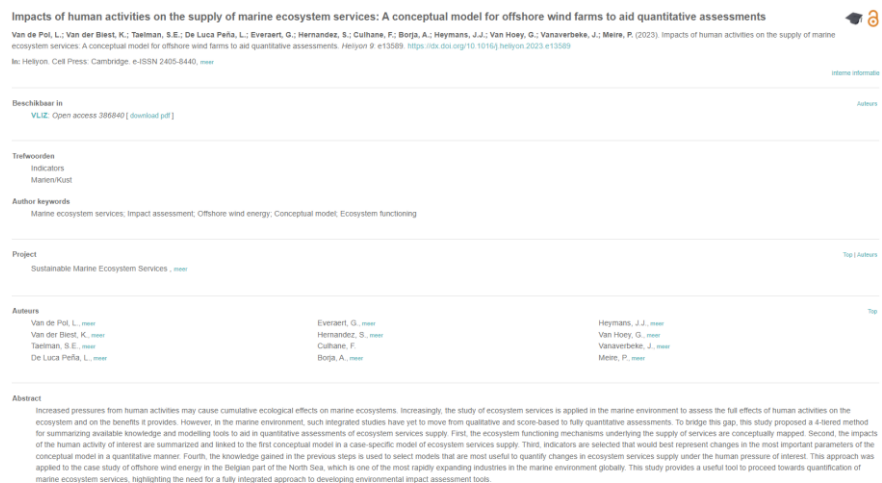 Impacts of human activities on the supply of marine ecosystem services: A conceptual model for offshore wind farms to aid quantitative assessments
Van de Pol, L.; Van der Biest, K.; Taelman, S.E.; De Luca Peña, L.; Everaert, G.; Hernandez, S.; Culhane, F.; Borja, A.; Heymans, J.J.; Van Hoey, G.; Vanaverbeke, J.; Meire, P. (2023). Impacts of human activities on the supply of marine
ecosystem services: A conceptual model for offshore wind farms to aid quantitative assessments. Heliyon 9: e13589. https://dx.doi.org/10.1016/j.heliyon.2023.e13589
In: Heliyon. Cell Press: Cambridge. e-ISSN 2405-8440, meer
Interne informatie
Beschikbaar in
Auteurs
VLIZ: Open access 386840 [ download pdf ]
Trefwoorden
Indicators
Marien/Kust
Author keywords
Marine ecosystem services; Impact assessment; Offshore wind energy; Conceptual model; Ecosystem functioning
Project
Top | Auteurs
Sustainable Marine Ecosystem Services , meer
Auteurs
Top
Van de Pol, L., meer
Everaert, G., meer
Heymans, J.J., meer
Van der Biest, K., meer
Hernandez, S., meer
Van Hoey, G., meer
Taelman, S.E., meer
Culhane, F.
Vanaverbeke, J., meer
De Luca Peña, L., meer
Borja, A., meer
Meire, P., meer
Abstract
Increased pressures from human activities may cause cumulative ecological effects on marine ecosystems. Increasingly, the study of ecosystem services is applied in the marine environment to assess the full effects of human activities on the
ecosystem and on the benefits it provides. However, in the marine environment, such integrated studies have yet to move from qualitative and score-based to fully quantitative assessments. To bridge this gap, this study proposed a 4-tiered method
for summarizing available knowledge and modelling tools to aid in quantitative assessments of ecosystem services supply. First, the ecosystem functioning mechanisms underlying the supply of services are conceptually mapped. Second, the impacts
of the human activity of interest are summarized and linked to the first conceptual model in a case-specific model of ecosystem services supply. Third, indicators are selected that would best represent changes in the most important parameters of the
conceptual model in a quantitative manner. Fourth, the knowledge gained in the previous steps is used to select models that are most useful to quantify changes in ecosystem services supply under the human pressure of interest. This approach was
applied to the case study of offshore wind energy in the Belgian part of the North Sea, which is one of the most rapidly expanding industries in the marine environment globally. This study provides a useful tool to proceed towards quantification of
marine ecosystem services, highlighting the need for a fully integrated approach to developing environmental impact assessment tools.